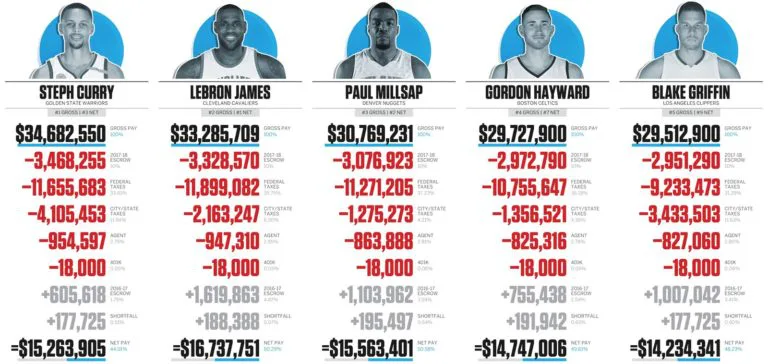 STEPH CURRY
GOLDEN STATE WARRIORS
#1 GROSS | NET
$34,682,550 GROSS PAY
100%
-3,468,255 2017-18
ESCROW
10%
-11,655,683 FEDERAL
TAXES
-4,105,453 CITY/STATE
TAXES
-954,597 AGENT
-18,000 401K
+605,618 2016-17
ESCROW
+177,725 SHORTFALL
=$15,263,905 NET PAY
LEBRON JAMES
CLEVELAND CAVALIERS
#2 GROSS | #1 NET
$33,285,709 GROSS PAY
100%
-3,328,570 2017-18
ESCROW
10%
-11,899,082 FEDERAL
TAXES
-2,163,247 CITY/STATE
TAXES
-947,310 AGENT
-18,000 401K
+1,619,863 2016-17
ESCROW
+188,388 SHORTFALL
=$16,737,751 NET PAY
PAUL MILLSAP
DENVER NUGGETS
#3 GROSS | #2 NET
$30,769,231 GROSS PAY
100%
-3,076,923 2017-18
ESCROW
10%
-11,271,205 FEDERAL
TAXES
-1,275,273 CITY/STATE
TAXES
-863,888 AGENT
-18,000 401K
+1,103,962 2016-17
ESCROW
+195,497 SHORTFALL
=$15,563,401 NET PAY
GORDON HAYWARD
BOSTON CELTICS
#4 GROSS | #7 NET
$29,727,900 GROSS PAY
100%
-2,972,790 2017-18
ESCROW
10%
-10,755,647 FEDERAL
TAXES
-1,356,521 CITY/STATE
TAXES
-825,316 AGENT
-18,000 401K
+755,438 2016-17
ESCROW
+191,942 SHORTFALL
=$14,747,006 NET PAY
BLAKE GRIFFIN
LOS ANGELES CLIPPERS
#5 GROSS | #9 NET
$29,512,900 GROSS PAY
100%
-2,951,290 2017-18
ESCROW
10%
-9,233,473 FEDERAL
TAXES
-3,433,503 CITY/STATE
TAXES
-827,060 AGENT
-18,000 401K
+1,007,042 2016-17
ESCROW
+177,725 SHORTFALL
=$14,234,341 NET PAY